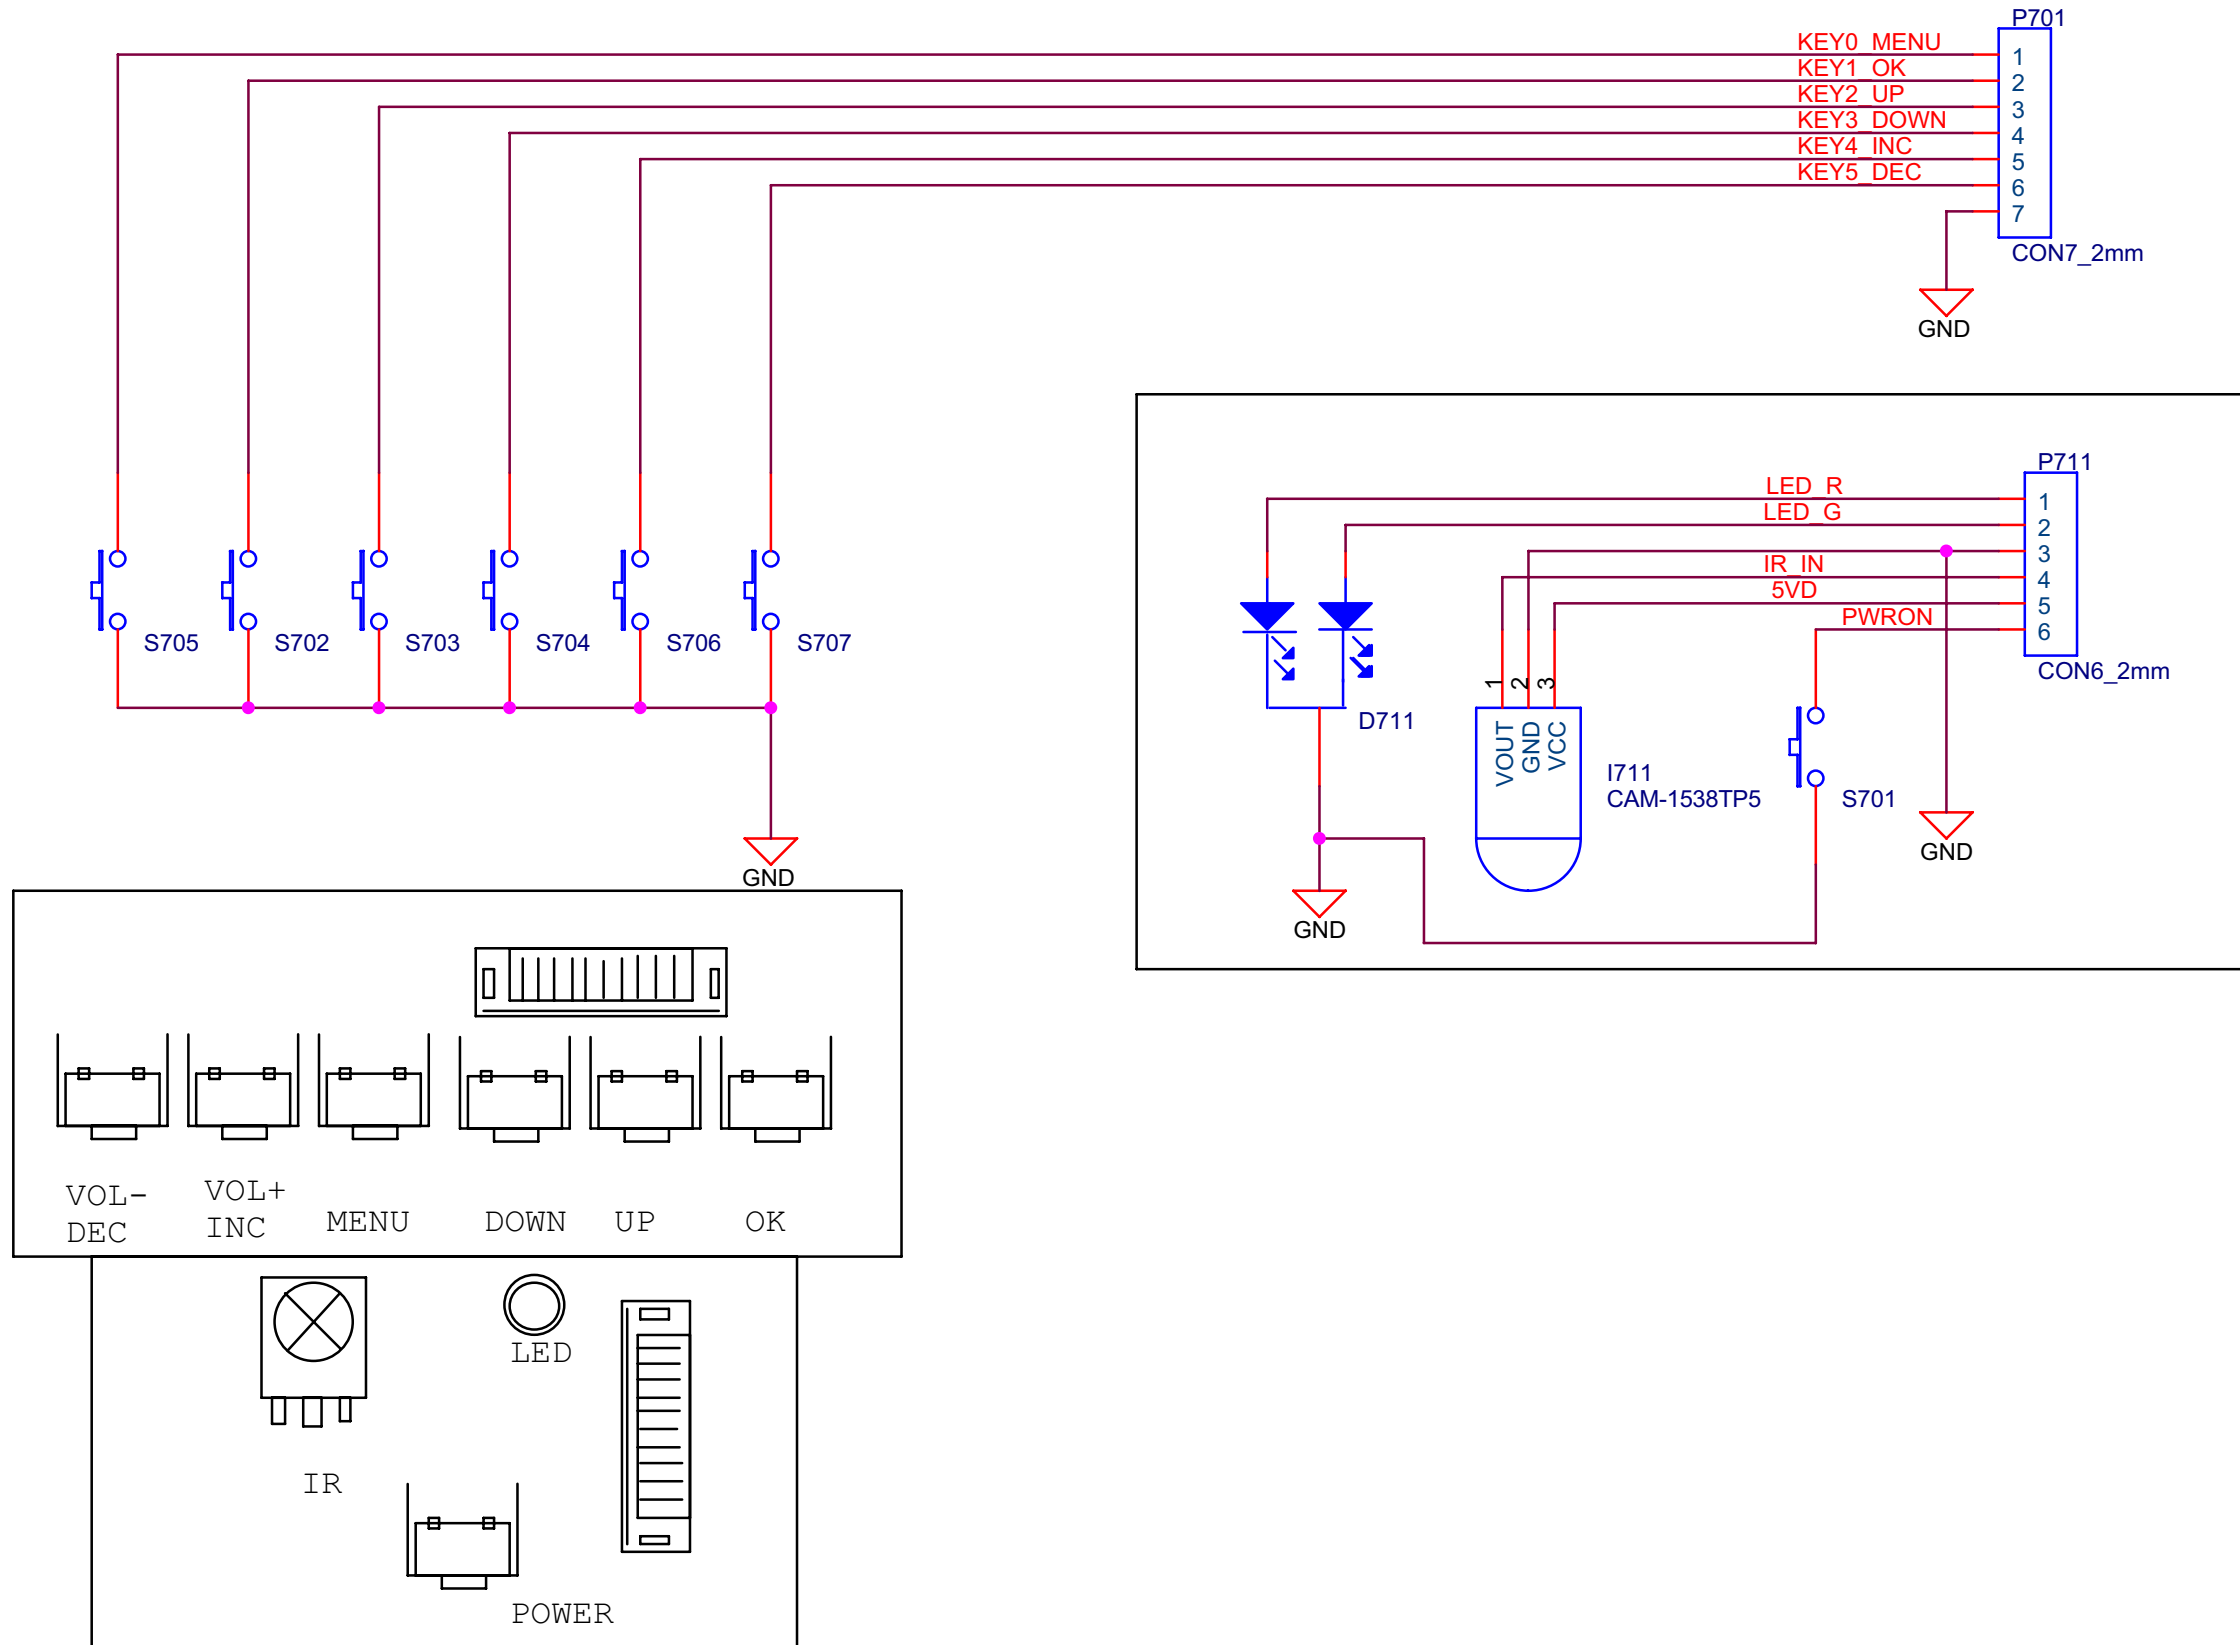 P701
KEY0_MENU 1
KEY1_OK 2
KEY2_UP 3
KEY3_DOWN 4
KEY4_INC 5
KEY5_DEC 6
7
CON7_2mm
GND
S705 S702 S703 S704 S706 S707
GND
P711
LED_R 1
LED_G 2
3
IR_IN 4
5VD 5
PWRON 6
CON6_2mm
1 2 3
VOUT GND VCC
D711
I711
CAM-1538TP5
S701
GND
GND
VOL-
DEC
VOL+
INC
MENU
DOWN
UP
OK
LED
IR
POWER